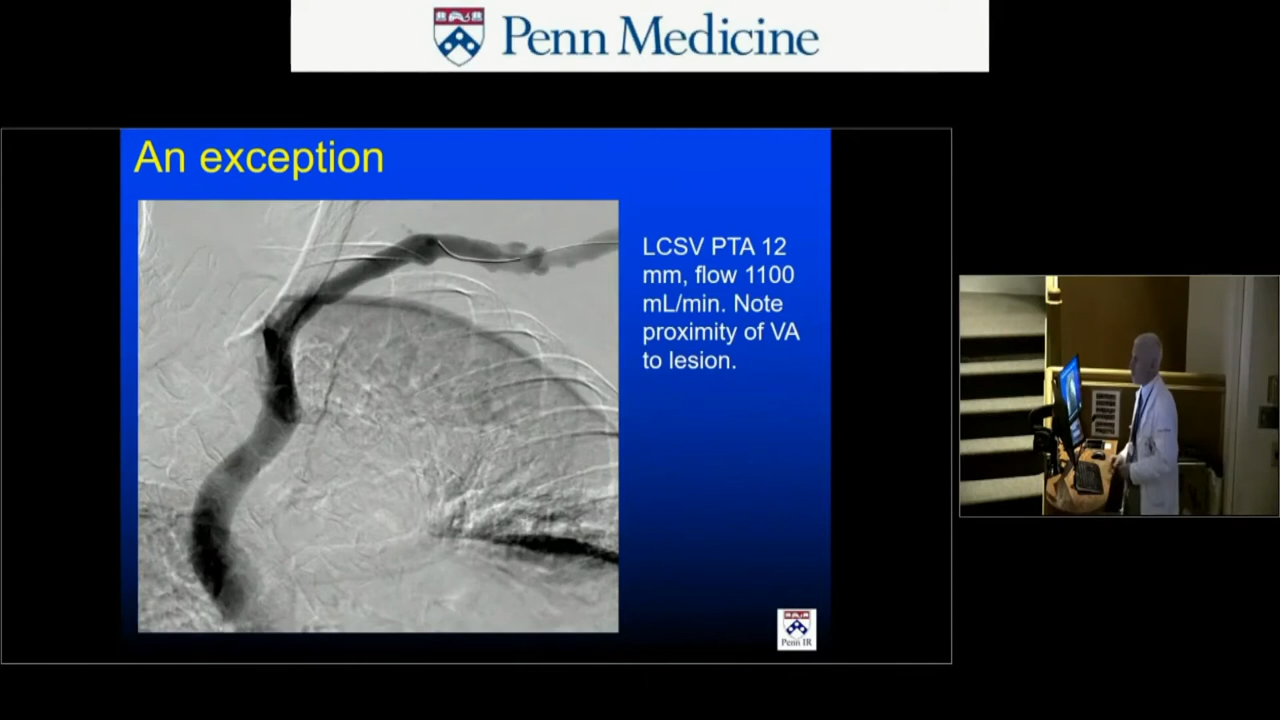 Penn Medicine
An exception
LCSV PTA 12
mm, flow 1100
mL/min. Note
proximity of VA
to lesion.
Penn IR